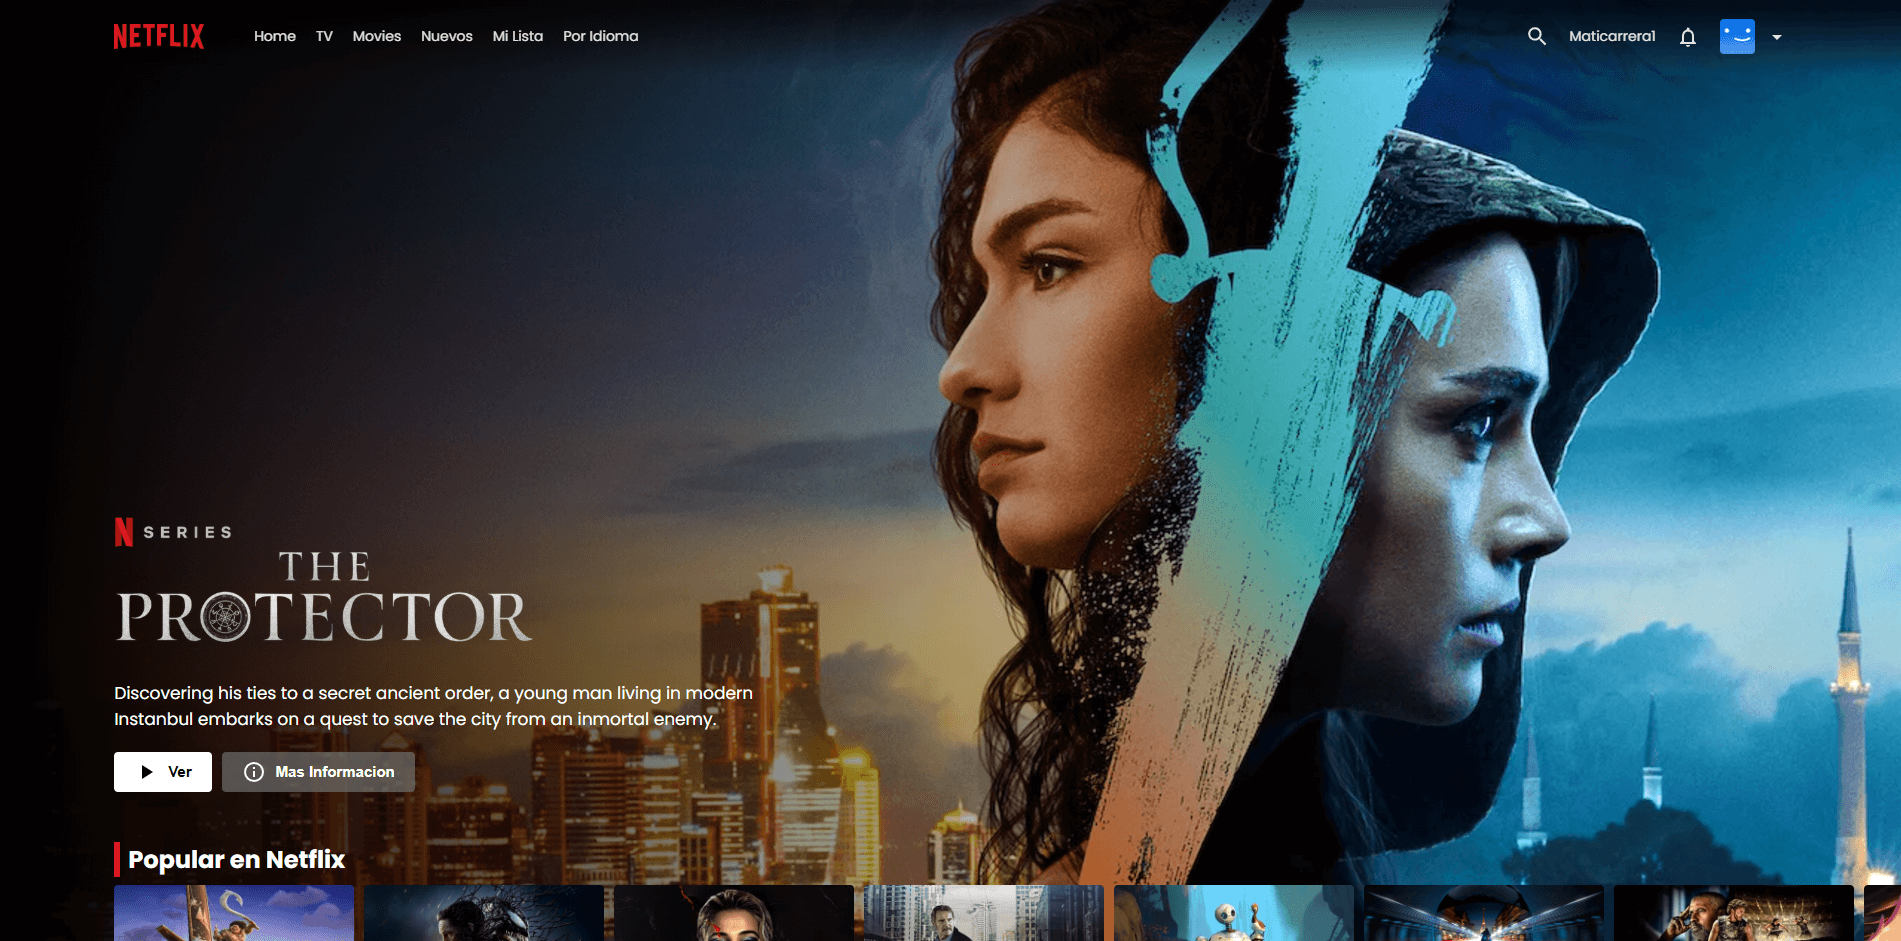 NETFLIX Home TV Movies Nuevos Mi Lista Por Idioma Maticarrera1
N SERIES
THE
PROTECTOR
Discovering his ties to a secret ancient order, a young man living in modern
Instanbul embarks on a quest to save the city from an inmortal enemy.
Ver Mas Informacion
Popular en Netflix